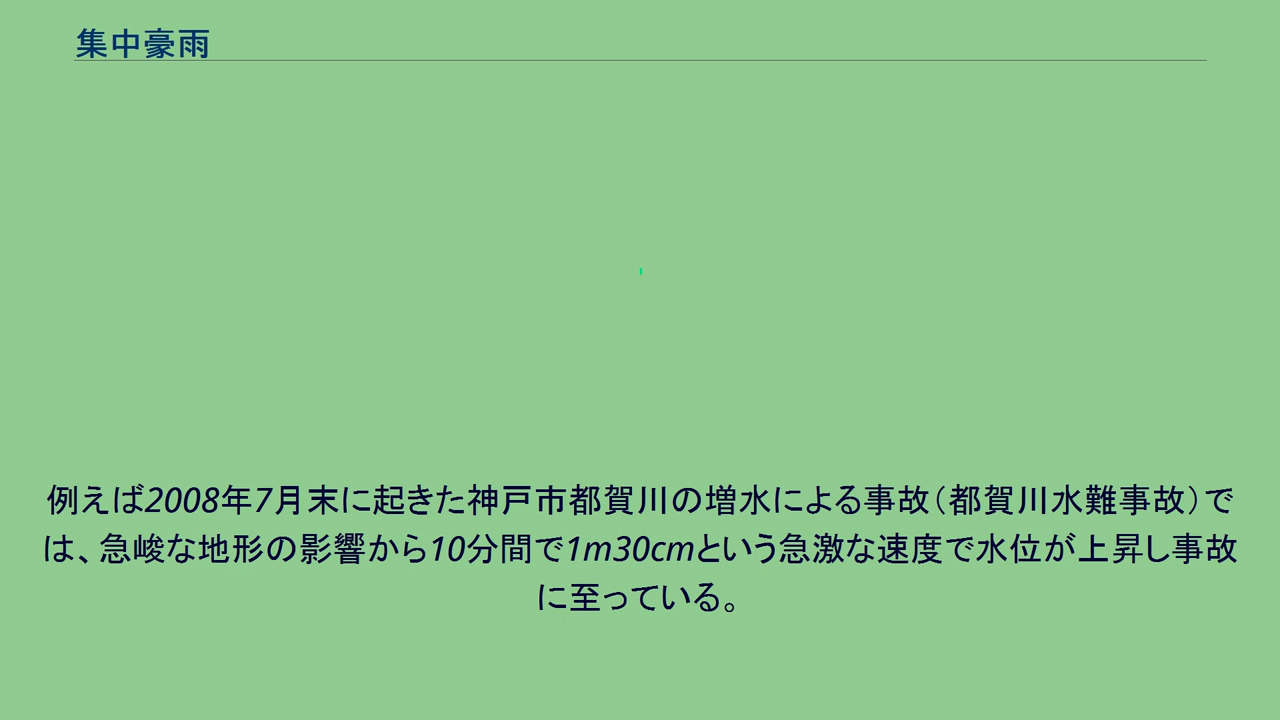 集中豪雨
例えば2008年7月末に起きた神戸市都賀川の増水による事故（都賀川水難事故）で
は、急峻な地形の影響から10分間で1m30cmという急激な速度で水位が上昇し事故
に至っている。